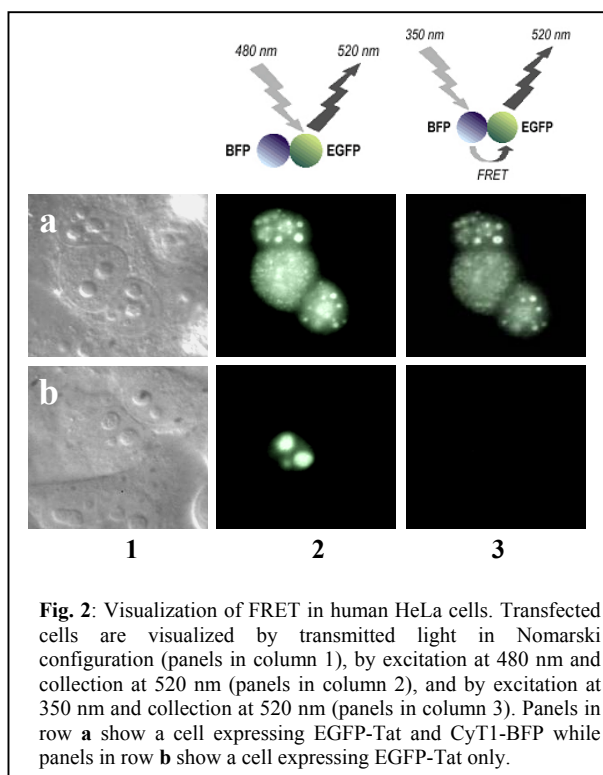 480 nm 520 nm 350 nm 520 nm
BFP EGFP BFP EGFP
FRET
a
b
1 2 3
Fig. 2: Visualization of FRET in human HeLa cells. Transfected
cells are visualized by transmitted light in Nomarski
configuration (panels in column 1), by excitation at 480 nm and
collection at 520 nm (panels in column 2), and by excitation at
350 nm and collection at 520 nm (panels in column 3). Panels in
row a show a cell expressing EGFP-Tat and CyT1-BFP while
panels in row b show a cell expressing EGFP-Tat only.